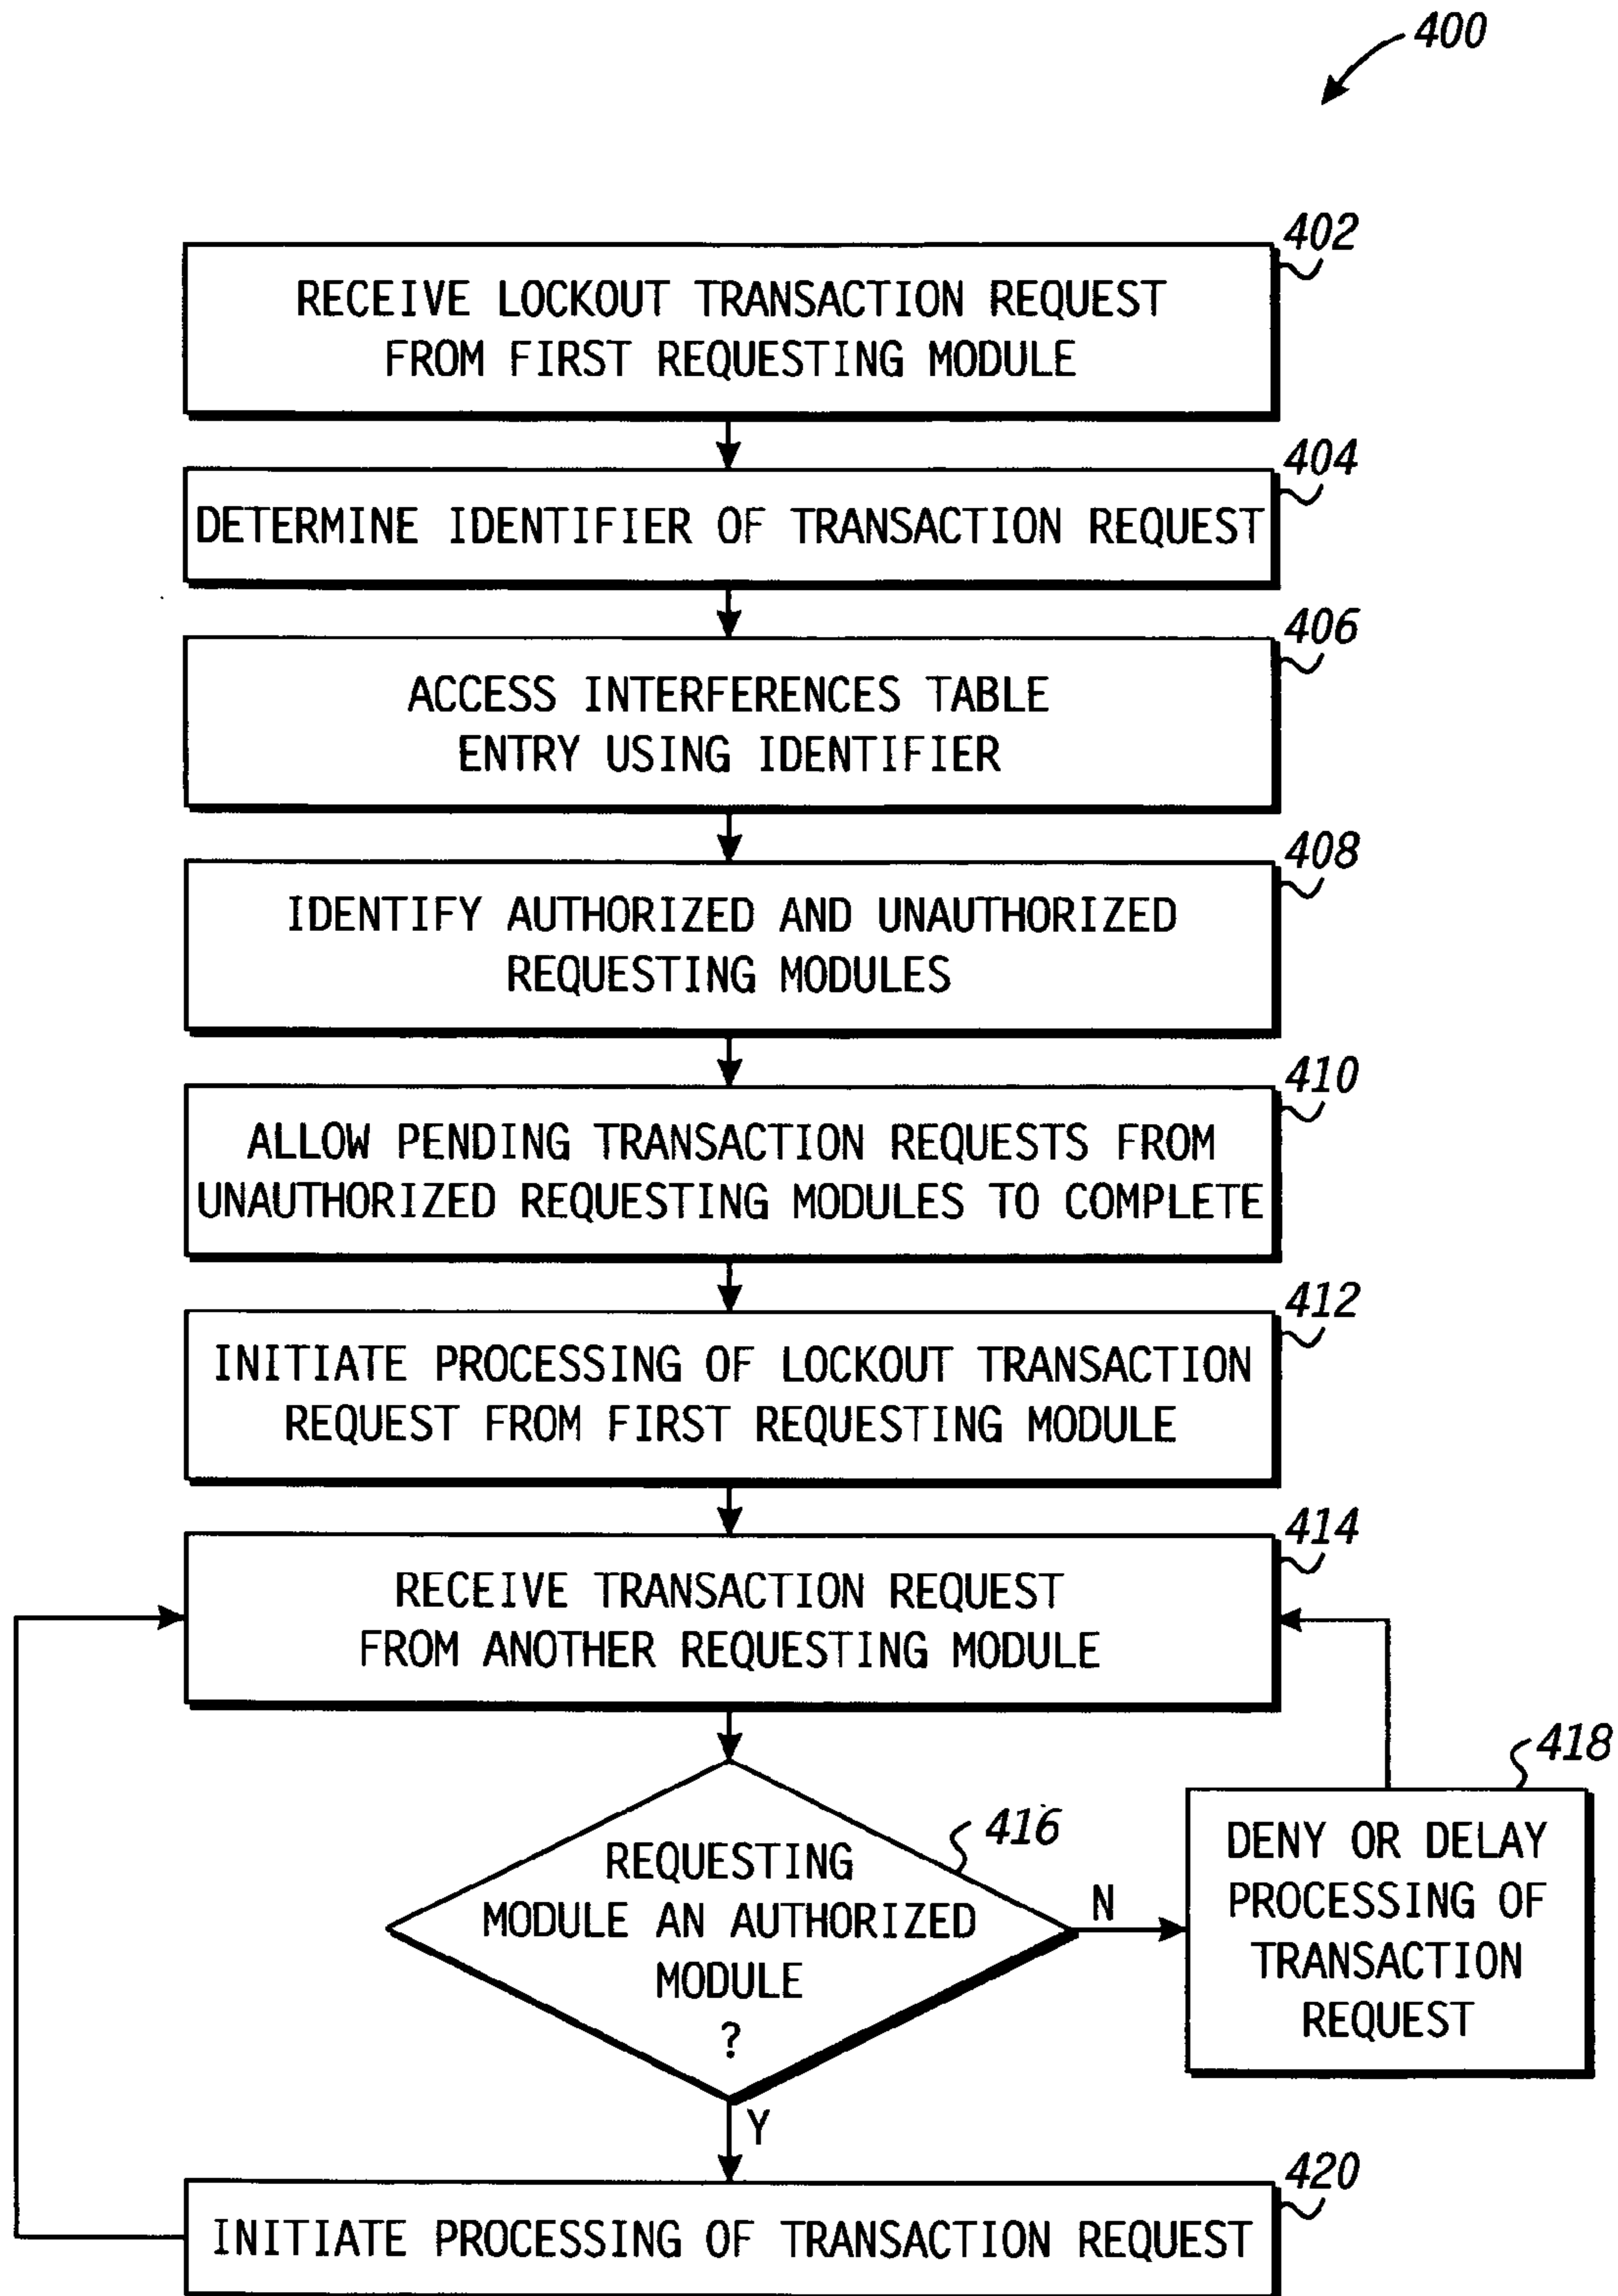 400
402
RECEIVE LOCKOUT TRANSACTION REQUEST
FROM FIRST REQUESTING MODULE
404
DETERMINE IDENTIFIER OF TRANSACTION REQUEST
406
ACCESS INTERFERENCES TABLE
ENTRY USING IDENTIFIER
408
IDENTIFY AUTHORIZED AND UNAUTHORIZED
REQUESTING MODULES
410
ALLOW PENDING TRANSACTION REQUESTS FROM
UNAUTHORIZED REQUESTING MODULES TO COMPLETE
412
INITIATE PROCESSING OF LOCKOUT TRANSACTION
REQUEST FROM FIRST REQUESTING MODULE
414
RECEIVE TRANSACTION REQUEST
FROM ANOTHER REQUESTING MODULE
416
REQUESTING
MODULE AN AUTHORIZED
MODULE
?
N
418
DENY OR DELAY
PROCESSING OF
TRANSACTION
REQUEST
Y
420
INITIATE PROCESSING OF TRANSACTION REQUEST